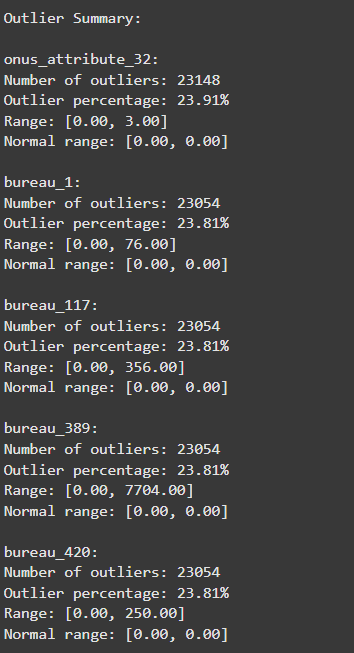 Outlier Summary:
onus_attribute_32:
Number of outliers: 23148
Outlier percentage: 23.91%
Range: [0.00, 3.00]
Normal range: [0.00, 0.00]
bureau_1:
Number of outliers: 23054
Outlier percentage: 23.81%
Range: [0.00, 76.00]
Normal range: [0.00, 0.00]
bureau_117:
Number of outliers: 23054
Outlier percentage: 23.81%
Range: [0.00, 356.00]
Normal range: [0.00, 0.00]
bureau_389:
Number of outliers: 23054
Outlier percentage: 23.81%
Range: [0.00, 7704.00]
Normal range: [0.00, 0.00]
bureau_420:
Number of outliers: 23054
Outlier percentage: 23.81%
Range: [0.00, 250.00]
Normal range: [0.00, 0.00]